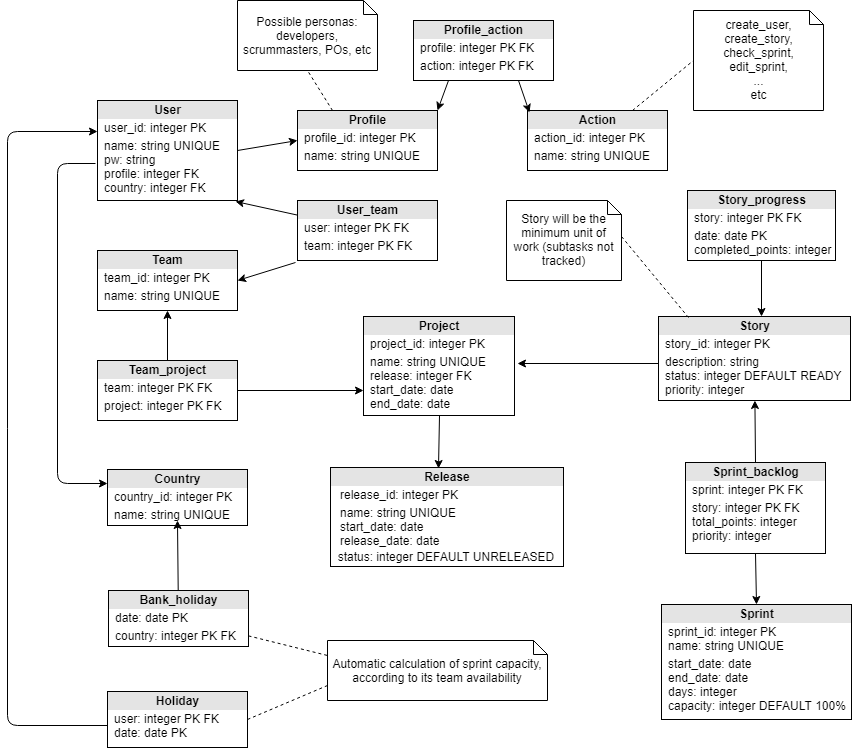 Possible personas:
developers,
scrummasters, POs, etc
Profile_action
profile: integer PK FK
action: integer PK FK
create_user,
create_story,
check_sprint,
edit_sprint,
...
etc
User
user_id: integer PK
name: string UNIQUE
pw: string
profile: integer FK
country: integer FK
Profile
profile_id: integer PK
name: string UNIQUE
Action
action_id: integer PK
name: string UNIQUE
User_team
user: integer PK FK
team: integer PK FK
Story will be the
minimum unit of
work (subtasks not
tracked)
Story_progress
story: integer PK FK
date: date PK
completed_points: integer
Team
team_id: integer PK
name: string UNIQUE
Project
project_id: integer PK
name: string UNIQUE
release: integer FK
start_date: date
end_date: date
Story
story_id: integer PK
description: string
status: integer DEFAULT READY
priority: integer
Team_project
team: integer PK FK
project: integer PK FK
Country
country_id: integer PK
name: string UNIQUE
Release
release_id: integer PK
name: string UNIQUE
start_date: date
release_date: date
status: integer DEFAULT UNRELEASED
Sprint_backlog
sprint: integer PK FK
story: integer PK FK
total_points: integer
priority: integer
Bank_holiday
date: date PK
country: integer PK FK
Sprint
sprint_id: integer PK
name: string UNIQUE
start_date: date
end_date: date
days: integer
capacity: integer DEFAULT 100%
Automatic calculation of sprint capacity,
according to its team availability
Holiday
user: integer PK FK
date: date PK